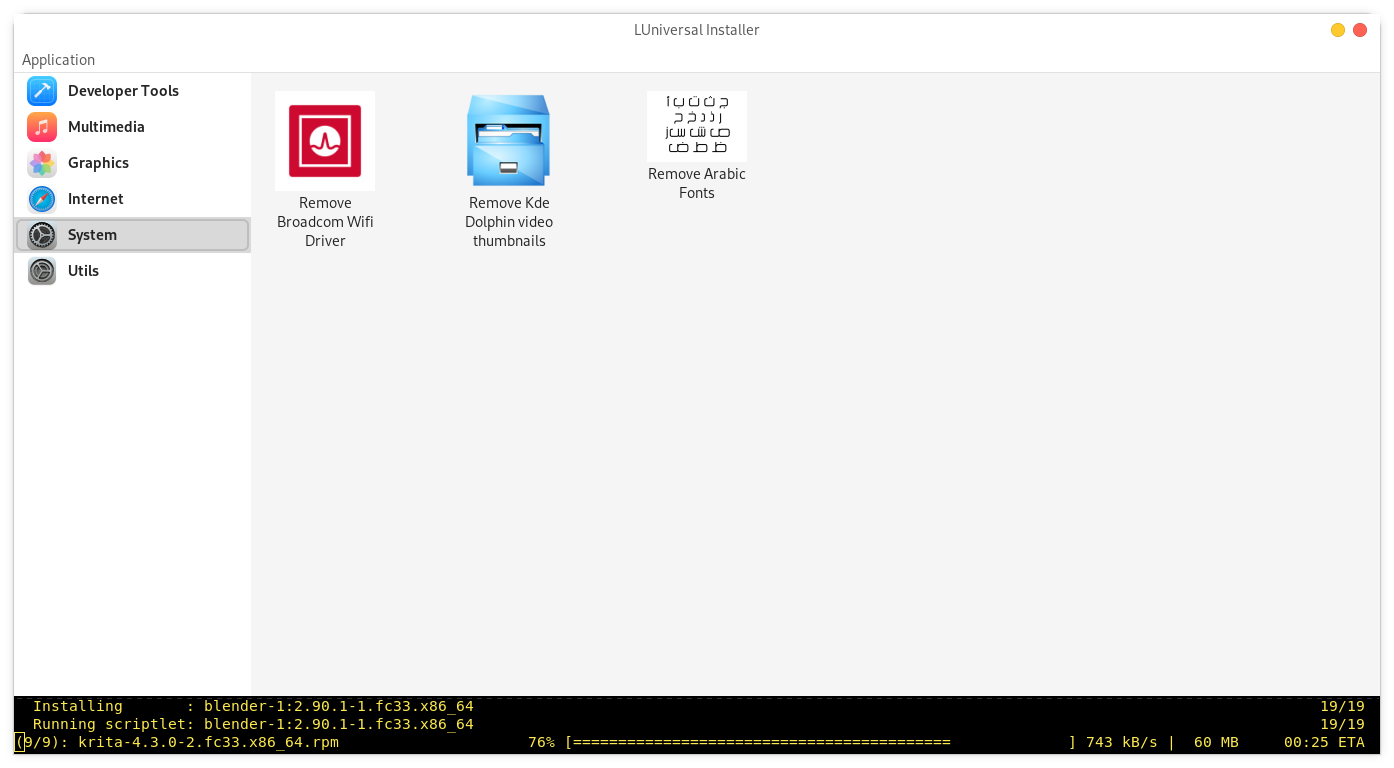 LUniversal Installer
Application
Developer Tools
Multimedia
Graphics
Internet
System
Utils
Remove
Broadcom Wifi
Driver
Remove Kde
Dolphin video
thumbnails
أ ب ت ث ج
ح خ د ذ ر
ز س ش ص
ض ط ظ
Remove Arabic
Fonts
Installing       : blender-1:2.90.1-1.fc33.x86_64 19/19
Running scriptlet: blender-1:2.90.1-1.fc33.x86_64 19/19
(9/9): krita-4.3.0-2.fc33.x86_64.rpm 76% [==========================================             ] 743 kB/s |  60 MB     00:25 ETA